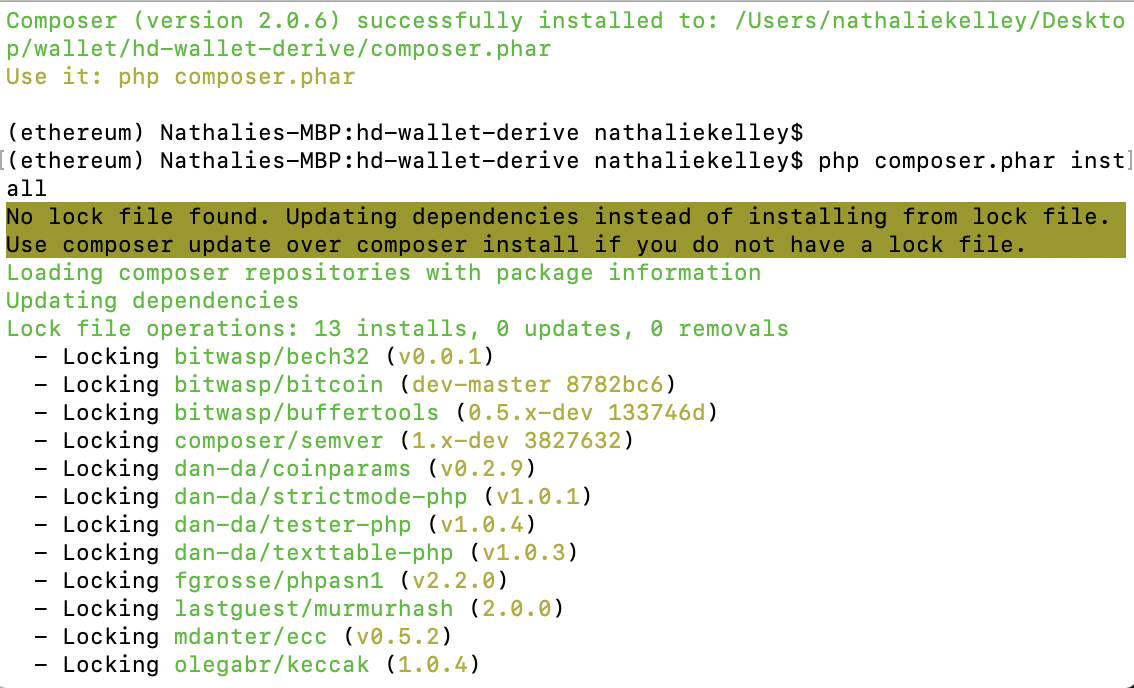 Composer (version 2.0.6) successfully installed to: /Users/nathaliekelley/Deskto
p/wallet/hd-wallet-derive/composer.phar
Use it: php composer.phar
(ethereum) Nathalies-MBP:hd-wallet-derive nathaliekelley$
[(ethereum) Nathalies-MBP:hd-wallet-derive nathaliekelley$ php composer.phar inst]
all
No lock file found. Updating dependencies instead of installing from lock file.
Use composer update over composer install if you do not have a lock file.
Loading composer repositories with package information
Updating dependencies
Lock file operations: 13 installs, 0 updates, 0 removals
  - Locking bitwasp/bech32 (v0.0.1)
  - Locking bitwasp/bitcoin (dev-master 8782bc6)
  - Locking bitwasp/buffertools (0.5.x-dev 133746d)
  - Locking composer/semver (1.x-dev 3827632)
  - Locking dan-da/coinparams (v0.2.9)
  - Locking dan-da/strictmode-php (v1.0.1)
  - Locking dan-da/tester-php (v1.0.4)
  - Locking dan-da/texttable-php (v1.0.3)
  - Locking fgrosse/phpasn1 (v2.2.0)
  - Locking lastguest/murmurhash (2.0.0)
  - Locking mdanter/ecc (v0.5.2)
  - Locking olegabr/keccak (1.0.4)